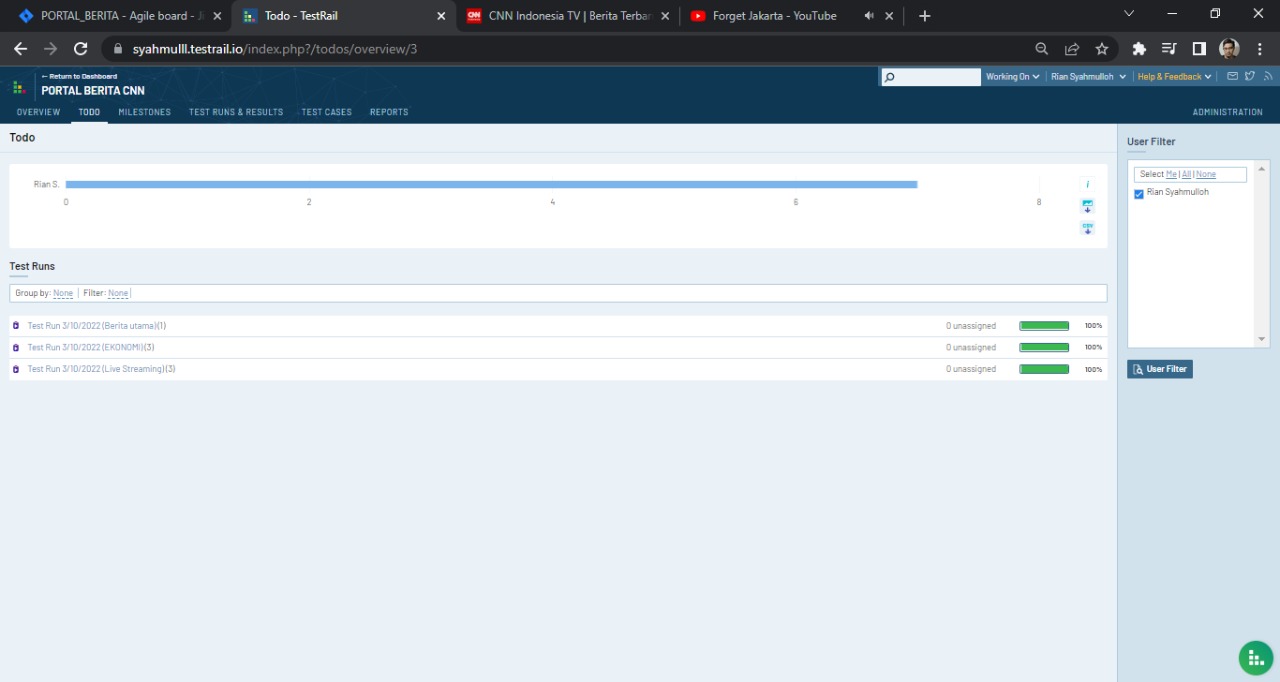 PORTAL_BERITA - Agile board - Ji
Todo - TestRail
CNN Indonesia TV | Berita Terbar
Forget Jakarta - YouTube
syahmulll.testrail.io/index.php?/todos/overview/3
← Return to Dashboard
PORTAL BERITA CNN
Working On
Rian Syahmulloh
Help & Feedback
OVERVIEW TODO MILESTONES TEST RUNS & RESULTS TEST CASES REPORTS ADMINISTRATION
Todo
Rian S.
0 2 4 6 8
i
CSV
Test Runs
Group by: None | Filter: None
Test Run 3/10/2022 (Berita utama) (1) 0 unassigned 100%
Test Run 3/10/2022 (EKONOMI) (3) 0 unassigned 100%
Test Run 3/10/2022 (Live Streaming) (3) 0 unassigned 100%
User Filter
Select Me | All | None
Rian Syahmulloh
User Filter